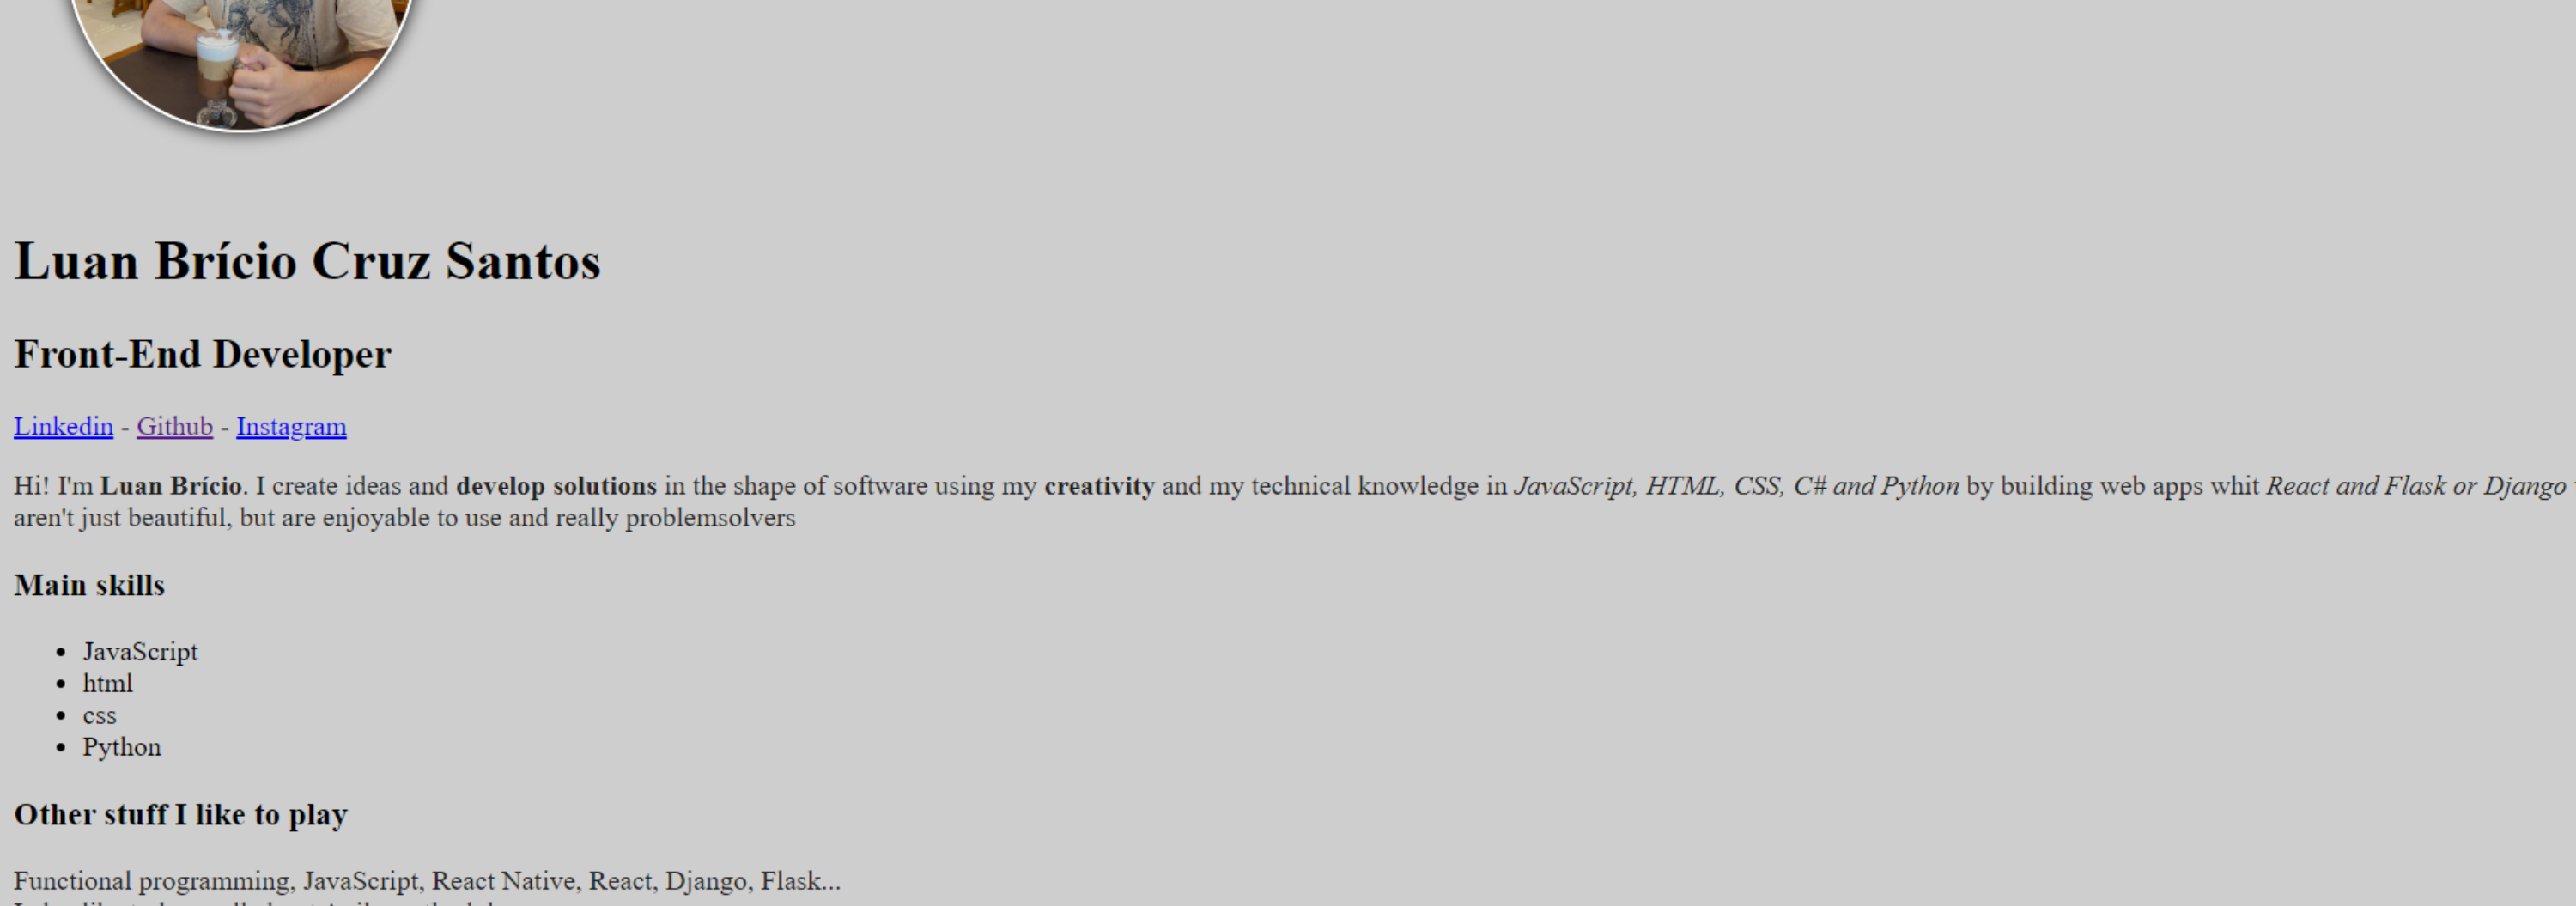 Luan Brício Cruz Santos
Front-End Developer
Linkedin - Github - Instagram
Hi! I'm Luan Brício. I create ideas and develop solutions in the shape of software using my creativity and my technical knowledge in JavaScript, HTML, CSS, C# and Python by building web apps whit React and Flask or Django
aren't just beautiful, but are enjoyable to use and really problemsolvers
Main skills
• JavaScript
• html
• css
• Python
Other stuff I like to play
Functional programming, JavaScript, React Native, React, Django, Flask...